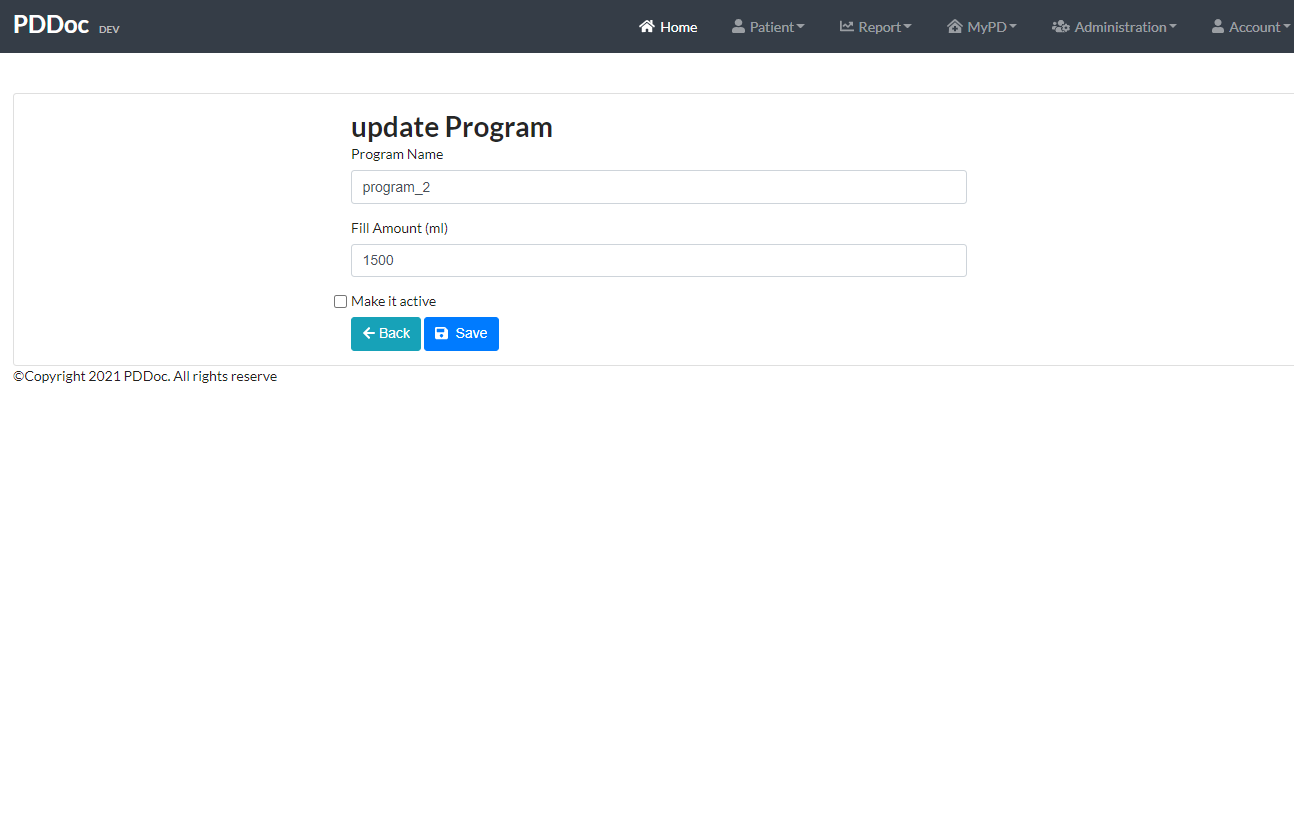 PDDoc DEV Home Patient Report MyPD Administration Account
update Program
Program Name
program_2
Fill Amount (ml)
1500
Make it active
Back Save
©Copyright 2021 PDDoc. All rights reserve